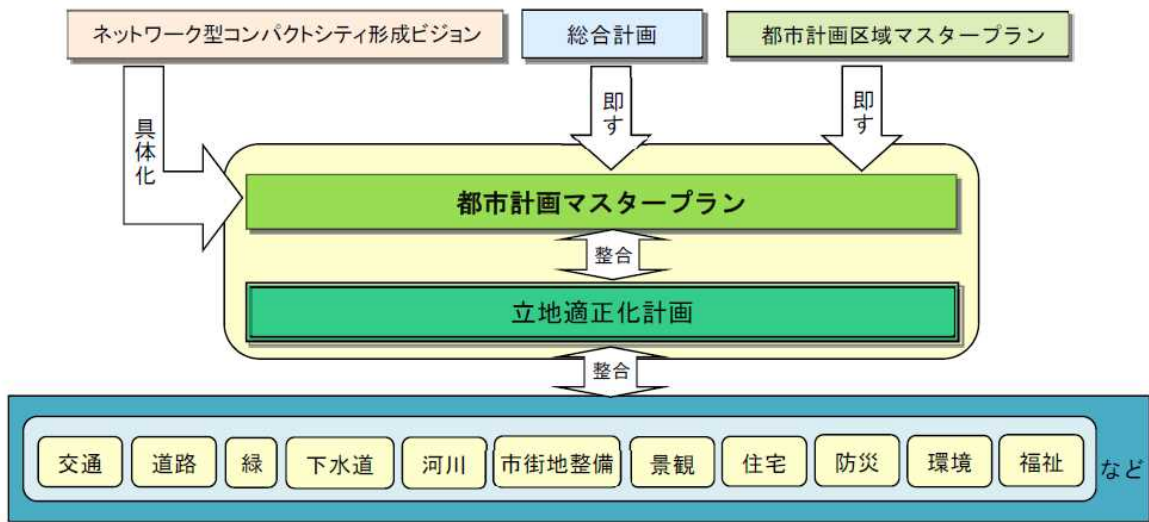 ネットワーク型コンパクトシティ形成ビジョン
総合計画
都市計画区域マスタープラン
具体化
即す
即す
都市計画マスタープラン
整合
立地適正化計画
整合
交通
道路
緑
下水道
河川
市街地整備
景観
住宅
防災
環境
福祉
など